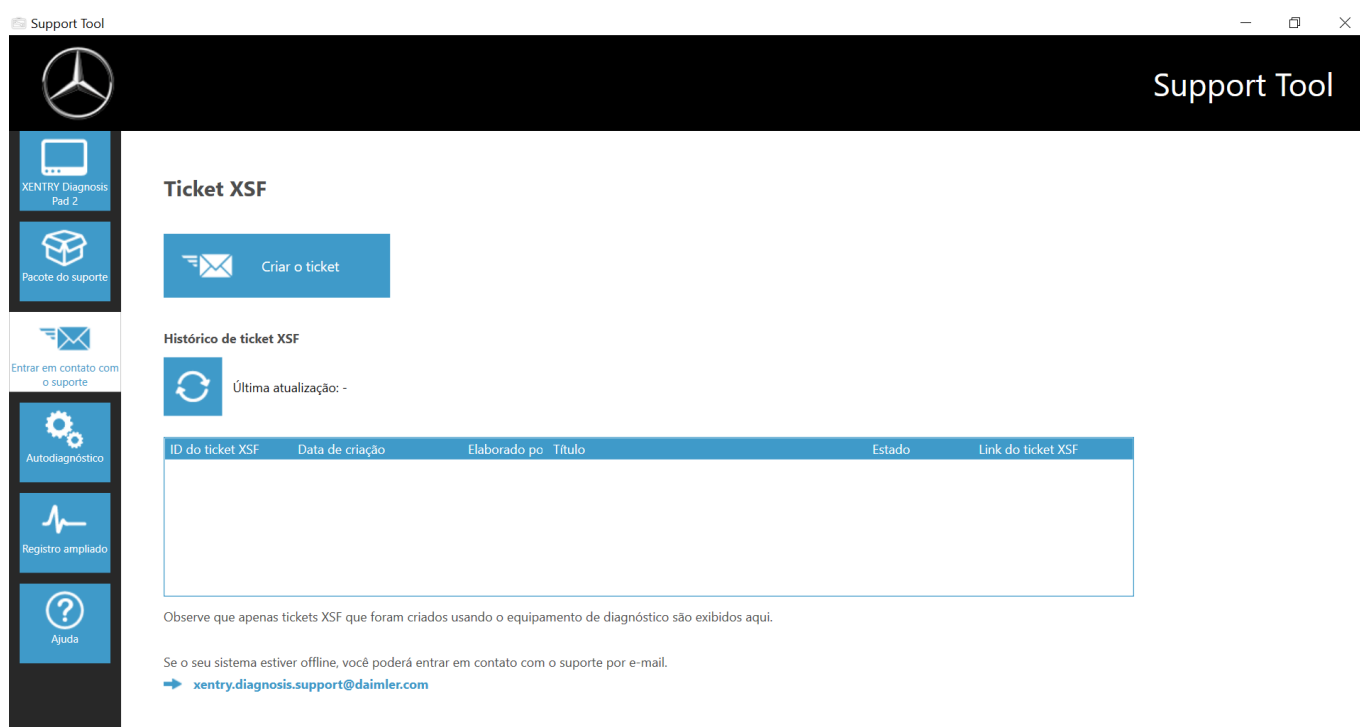 Support Tool
Support Tool
XENTRY Diagnosis
Pad 2
Pacote do suporte
Entrar em contato com
o suporte
Autodiagnóstico
Registro ampliado
Ajuda
Ticket XSF
Criar o ticket
Histórico de ticket XSF
Última atualização: -
ID do ticket XSF Data de criação Elaborado po Título Estado Link do ticket XSF
Observe que apenas tickets XSF que foram criados usando o equipamento de diagnóstico são exibidos aqui.
Se o seu sistema estiver offline, você poderá entrar em contato com o suporte por e-mail.
xentry.diagnosis.support@daimler.com